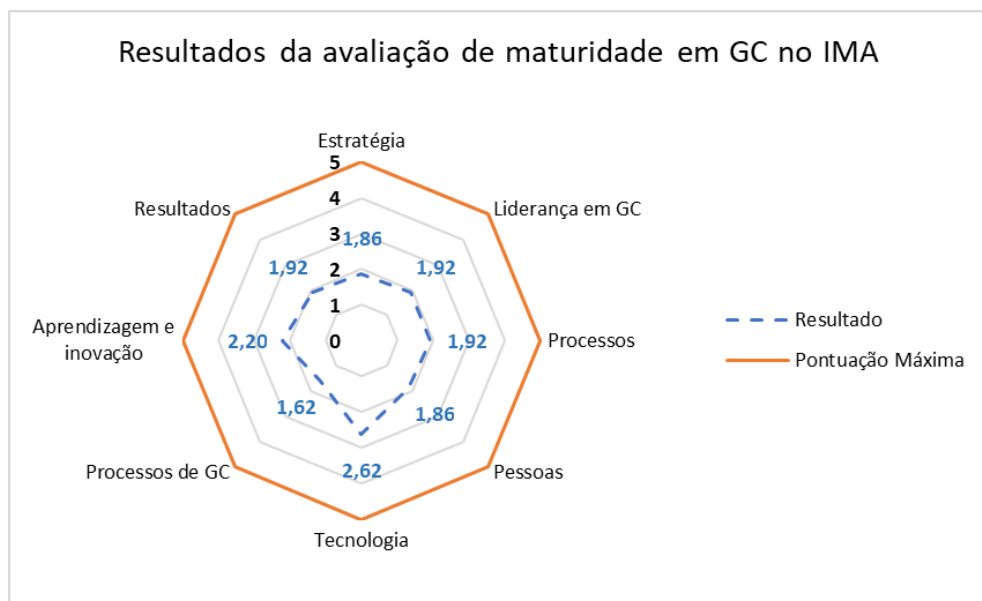 Resultados da avaliação de maturidade em GC no IMA
Estratégia
5
Resultados
Liderança em GC
4
3
1,86
1,92
1,92
2
1
Aprendizagem e
inovação
2,20
0
1,92
Processos
Resultado
Pontuação Máxima
1,62
1,86
Processos de GC
2,62
Pessoas
Tecnologia